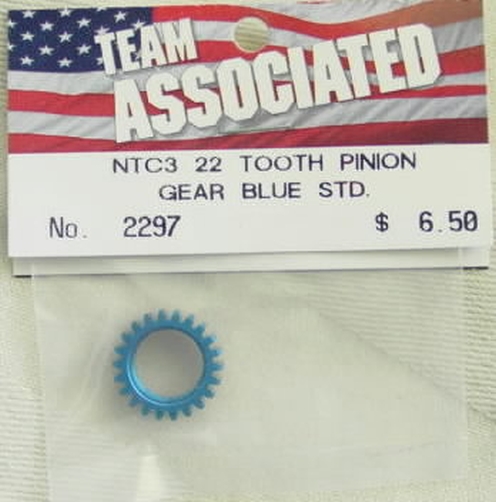 TEAM
ASSOCIATED
NTC3 22 TOOTH PINION
GEAR BLUE STD.
No. 2297 $ 6.50